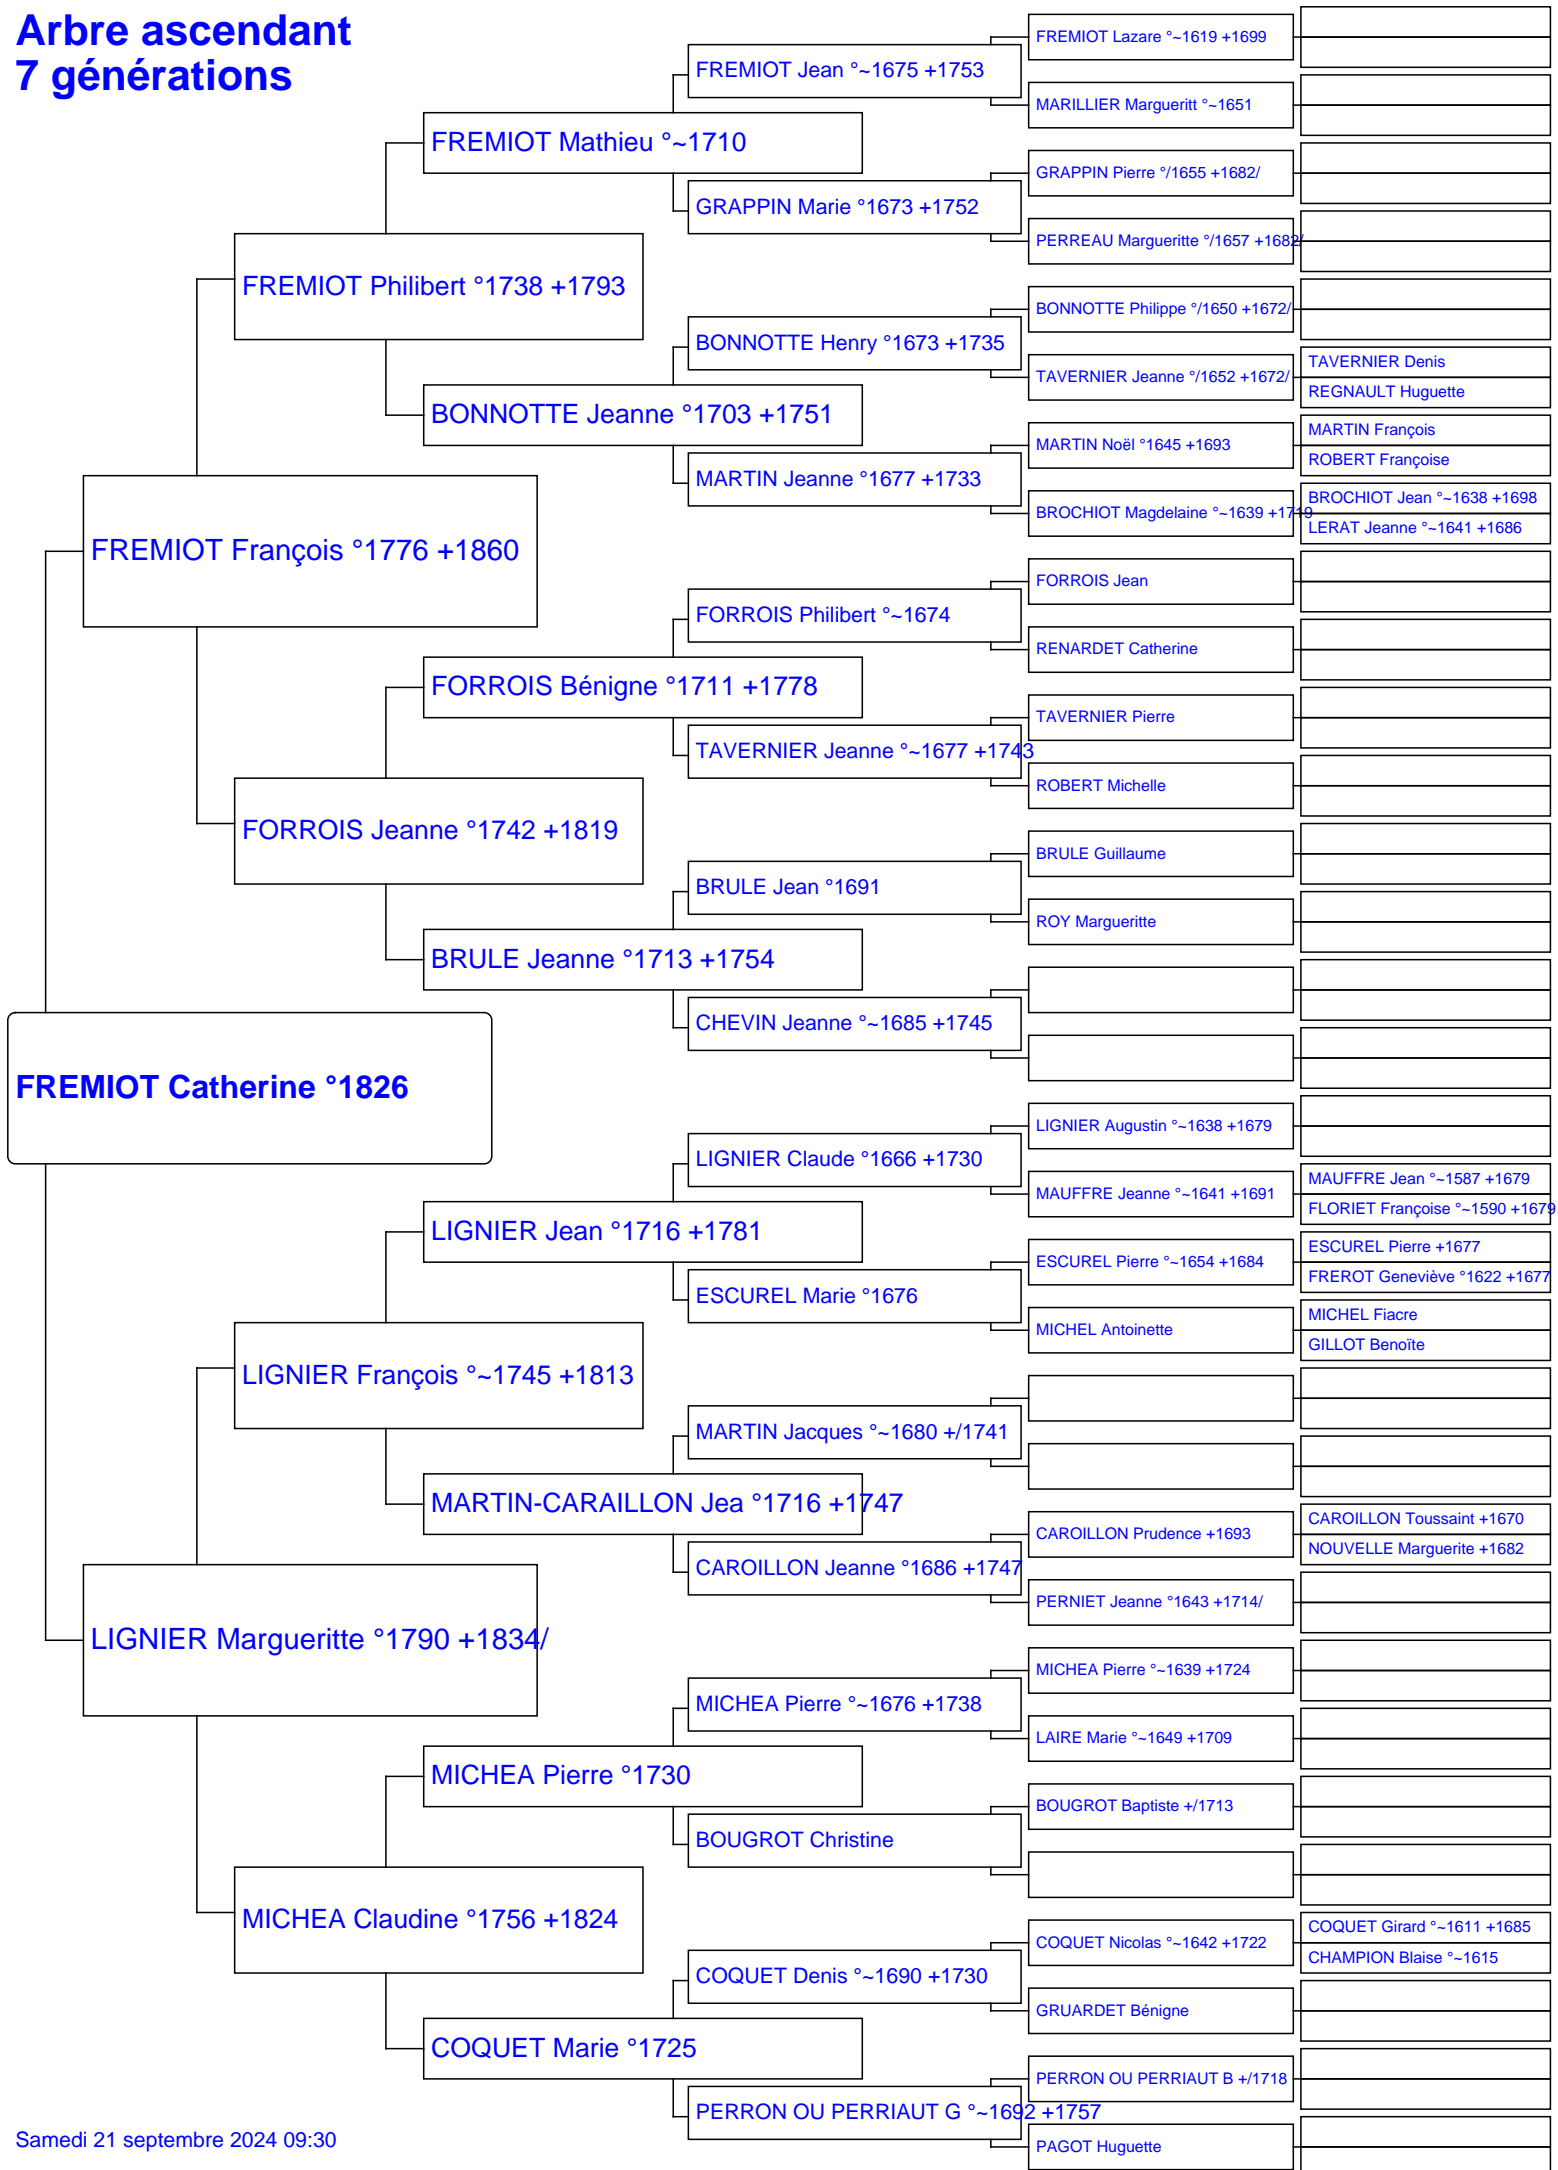 Arbre ascendant
7 générations
FREMIOT Catherine °1826
FREMIOT François °1776 +1860
LIGNIER Margueritte °1790 +1834/
FREMIOT Philibert °1738 +1793
FORROIS Jeanne °1742 +1819
LIGNIER François °~1745 +1813
MICHEA Claudine °1756 +1824
FREMIOT Mathieu °~1710
BONNOTTE Jeanne °1703 +1751
FORROIS Bénigne °1711 +1778
BRULE Jeanne °1713 +1754
LIGNIER Jean °1716 +1781
MARTIN-CARAILLON Jea °1716 +1747
MICHEA Pierre °1730
COQUET Marie °1725
FREMIOT Jean °~1675 +1753
GRAPPIN Marie °1673 +1752
BONNOTTE Henry °1673 +1735
MARTIN Jeanne °1677 +1733
FORROIS Philibert °~1674
TAVERNIER Jeanne °~1677 +1743
BRULE Jean °1691
CHEVIN Jeanne °~1685 +1745
LIGNIER Claude °1666 +1730
ESCUREL Marie °1676
MARTIN Jacques °~1680 +/1741
CAROILLON Jeanne °1686 +1747
MICHEA Pierre °~1676 +1738
BOUGROT Christine
COQUET Denis °~1690 +1730
PERRON OU PERRIAUT G °~1692 +1757
FREMIOT Lazare °~1619 +1699
MARILLIER Margueritt °~1651
GRAPPIN Pierre °/1655 +1682/
PERREAU Margueritte °/1657 +1682/
BONNOTTE Philippe °/1650 +1672/
TAVERNIER Jeanne °/1652 +1672/
MARTIN Noël °1645 +1693
BROCHIOT Magdelaine °~1639 +1719
FORROIS Jean
RENARDET Catherine
TAVERNIER Pierre
ROBERT Michelle
BRULE Guillaume
ROY Margueritte
LIGNIER Augustin °~1638 +1679
MAUFFRE Jeanne °~1641 +1691
ESCUREL Pierre °~1654 +1684
MICHEL Antoinette
CAROILLON Prudence +1693
PERNIET Jeanne °1643 +1714/
MICHEA Pierre °~1639 +1724
LAIRE Marie °~1649 +1709
BOUGROT Baptiste +/1713
COQUET Nicolas °~1642 +1722
GRUARDET Bénigne
PERRON OU PERRIAUT B +/1718
PAGOT Huguette
TAVERNIER Denis
REGNAULT Huguette
MARTIN François
ROBERT Françoise
BROCHIOT Jean °~1638 +1698
LERAT Jeanne °~1641 +1686
MAUFFRE Jean °~1587 +1679
FLORIET Françoise °~1590 +1679
ESCUREL Pierre +1677
FREROT Geneviève °1622 +1677
MICHEL Fiacre
GILLOT Benoïte
CAROILLON Toussaint +1670
NOUVELLE Marguerite +1682
COQUET Girard °~1611 +1685
CHAMPION Blaise °~1615
Samedi 21 septembre 2024 09:30